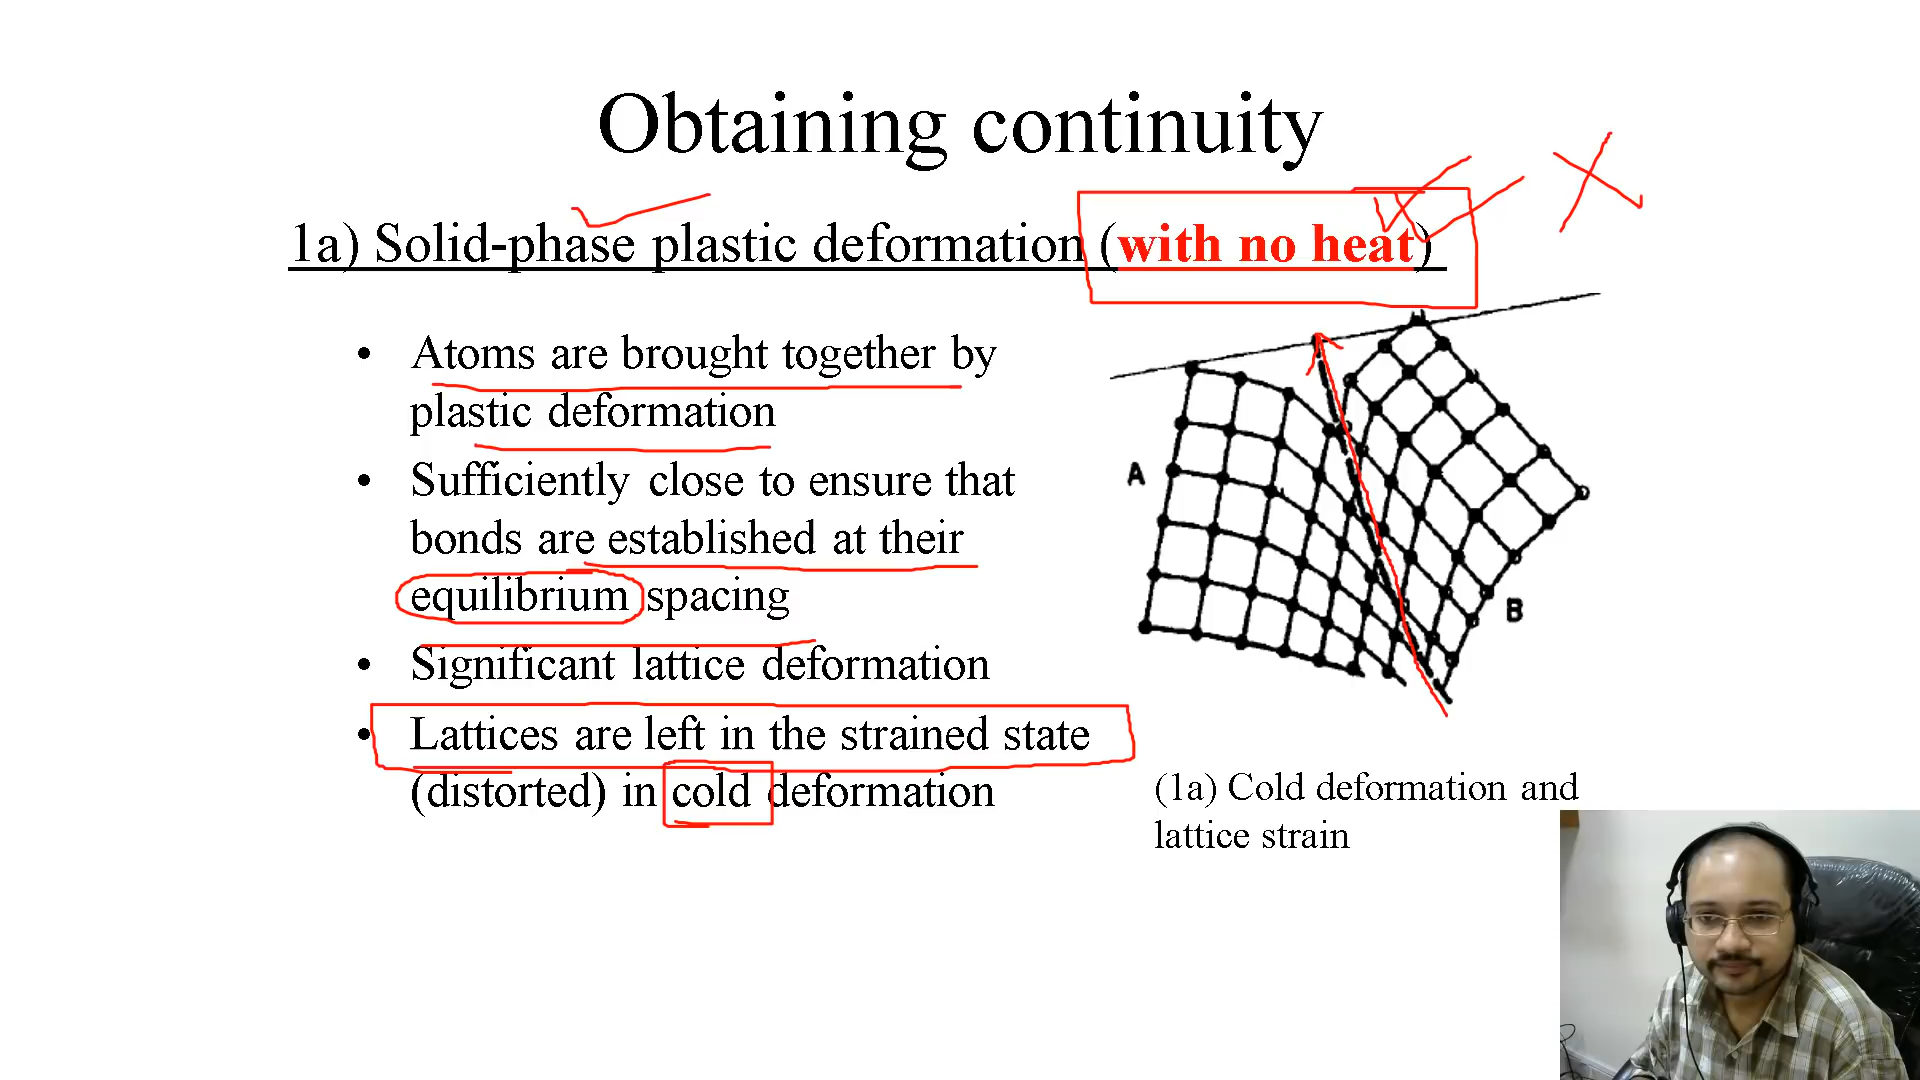 Obtaining continuity
1a) Solid-phase plastic deformation (with no heat)
• Atoms are brought together by
plastic deformation
• Sufficiently close to ensure that
bonds are established at their
equilibrium spacing
• Significant lattice deformation
• Lattices are left in the strained state
(distorted) in cold deformation
A
B
(1a) Cold deformation and
lattice strain